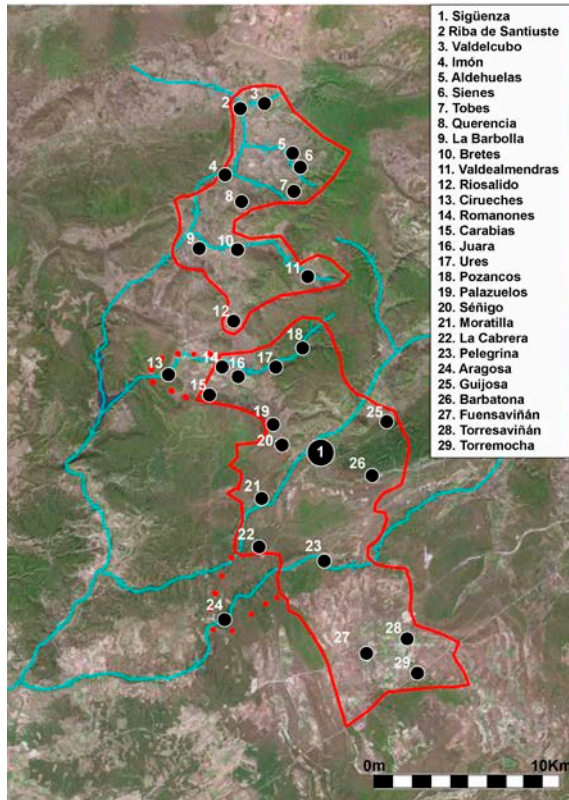 1. Sigüenza
2 Riba de Santiuste
3. Valdelcubo
4. Imón
5. Aldehuelas
6. Sienes
7. Tobes
8. Querencia
9. La Barbolla
10. Bretes
11. Valdealmendras
12. Riosalido
13. Cirueches
14. Romanones
15. Carabias
16. Juara
17. Ures
18. Pozancos
19. Palazuelos
20. Séñigo
21. Moratilla
22. La Cabrera
23. Pelegrina
24. Aragosa
25. Guijosa
26. Barbatona
27. Fuensaviñán
28. Torresaviñán
29. Torremocha
2
3
5
6
4
7
8
9
10
11
12
18
14
17
13
16
15
19
25
20
1
26
21
22
23
24
28
27
29
0m
10Km